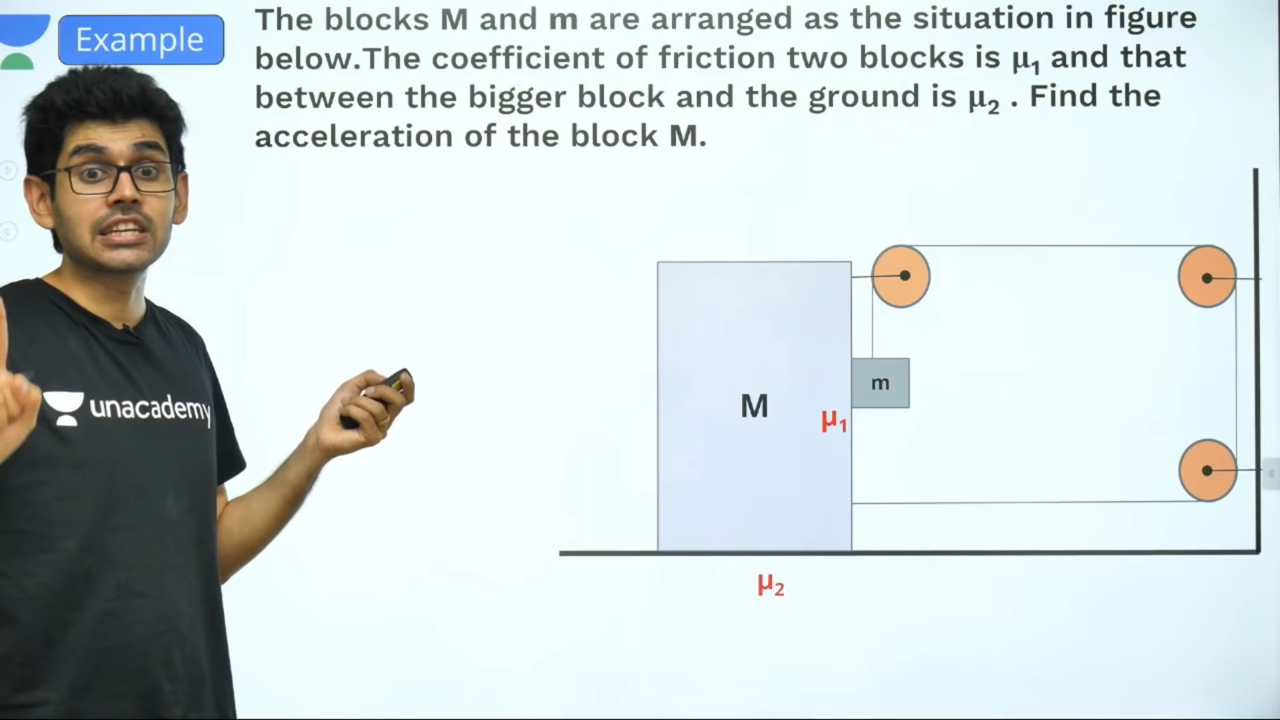 Example
The blocks M and m are arranged as the situation in figure
below.The coefficient of friction two blocks is μ₁ and that
between the bigger block and the ground is μ₂ . Find the
acceleration of the block M.
unacademy
M
μ₁
m
μ₂